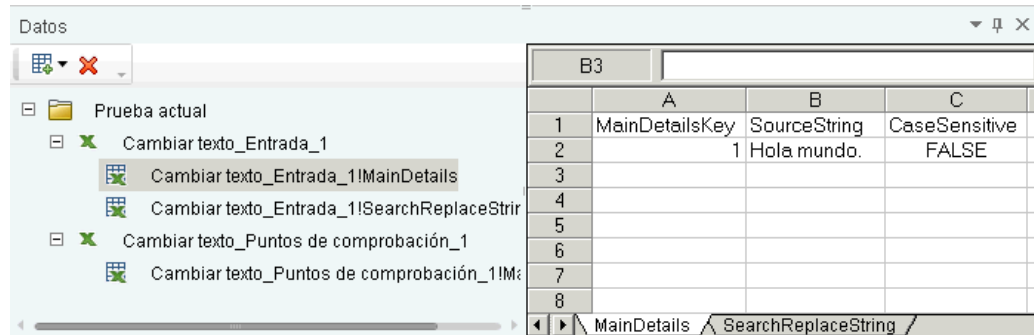 Datos
Prueba actual
Cambiar texto_Entrada_1
Cambiar texto_Entrada_1!MainDetails
Cambiar texto_Entrada_1!SearchReplaceStrin
Cambiar texto_Puntos de comprobación_1
Cambiar texto_Puntos de comprobación_1!Ma
B3
A B C
1 MainDetailsKey SourceString CaseSensitive
2 1 Hola mundo. FALSE
3
4
5
6
7
8
MainDetails SearchReplaceString